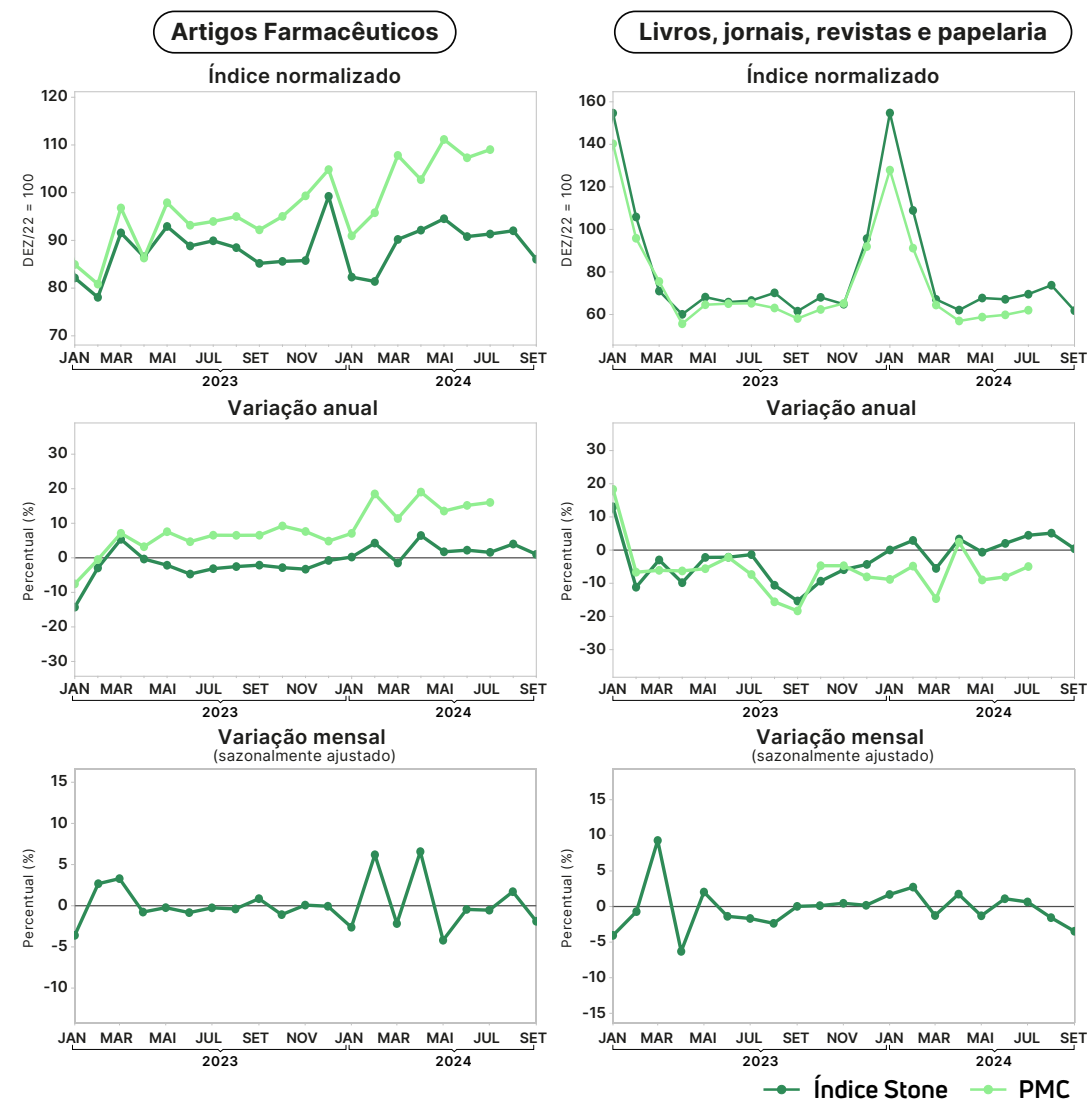 Artigos Farmacêuticos
Livros, jornais, revistas e papelaria
Índice normalizado
DEZ/22 = 100
120
110
100
90
80
70
JAN MAR MAI JUL SET NOV JAN MAR MAI JUL SET
2023 2024
Índice normalizado
DEZ/22 = 100
160
140
120
100
80
60
JAN MAR MAI JUL SET NOV JAN MAR MAI JUL SET
2023 2024
Variação anual
Percentual (%)
30
20
10
0
-10
-20
-30
JAN MAR MAI JUL SET NOV JAN MAR MAI JUL SET
2023 2024
Variação anual
Percentual (%)
30
20
10
0
-10
-20
-30
JAN MAR MAI JUL SET NOV JAN MAR MAI JUL SET
2023 2024
Variação mensal
(sazonalmente ajustado)
Percentual (%)
15
10
5
0
-5
-10
JAN MAR MAI JUL SET NOV JAN MAR MAI JUL SET
2023 2024
Variação mensal
(sazonalmente ajustado)
Percentual (%)
15
10
5
0
-5
-10
-15
JAN MAR MAI JUL SET NOV JAN MAR MAI JUL SET
2023 2024
Índice Stone PMC